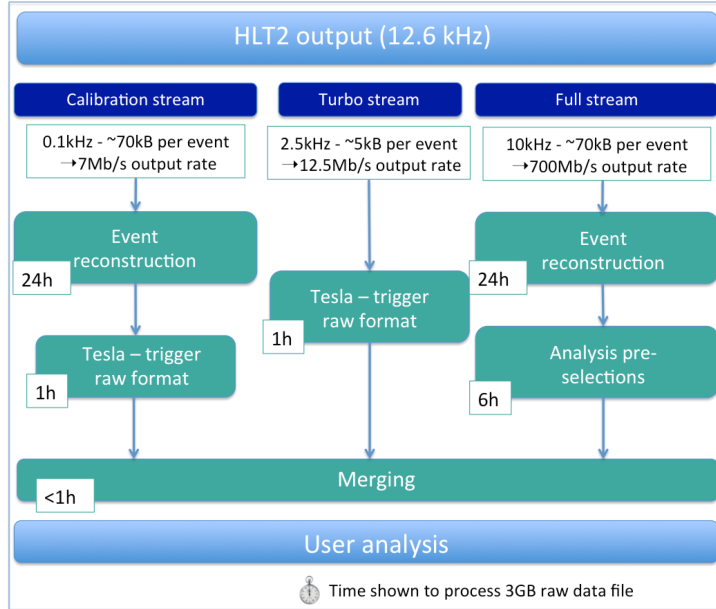 HLT2 output (12.6 kHz)
Calibration stream
0.1kHz - ~70kB per event
→7Mb/s output rate
Event
reconstruction
24h
Tesla – trigger
raw format
1h
Turbo stream
2.5kHz - ~5kB per event
→12.5Mb/s output rate
Tesla – trigger
raw format
1h
Full stream
10kHz - ~70kB per event
→700Mb/s output rate
Event
reconstruction
24h
Analysis pre-
selections
6h
Merging
<1h
User analysis
Time shown to process 3GB raw data file